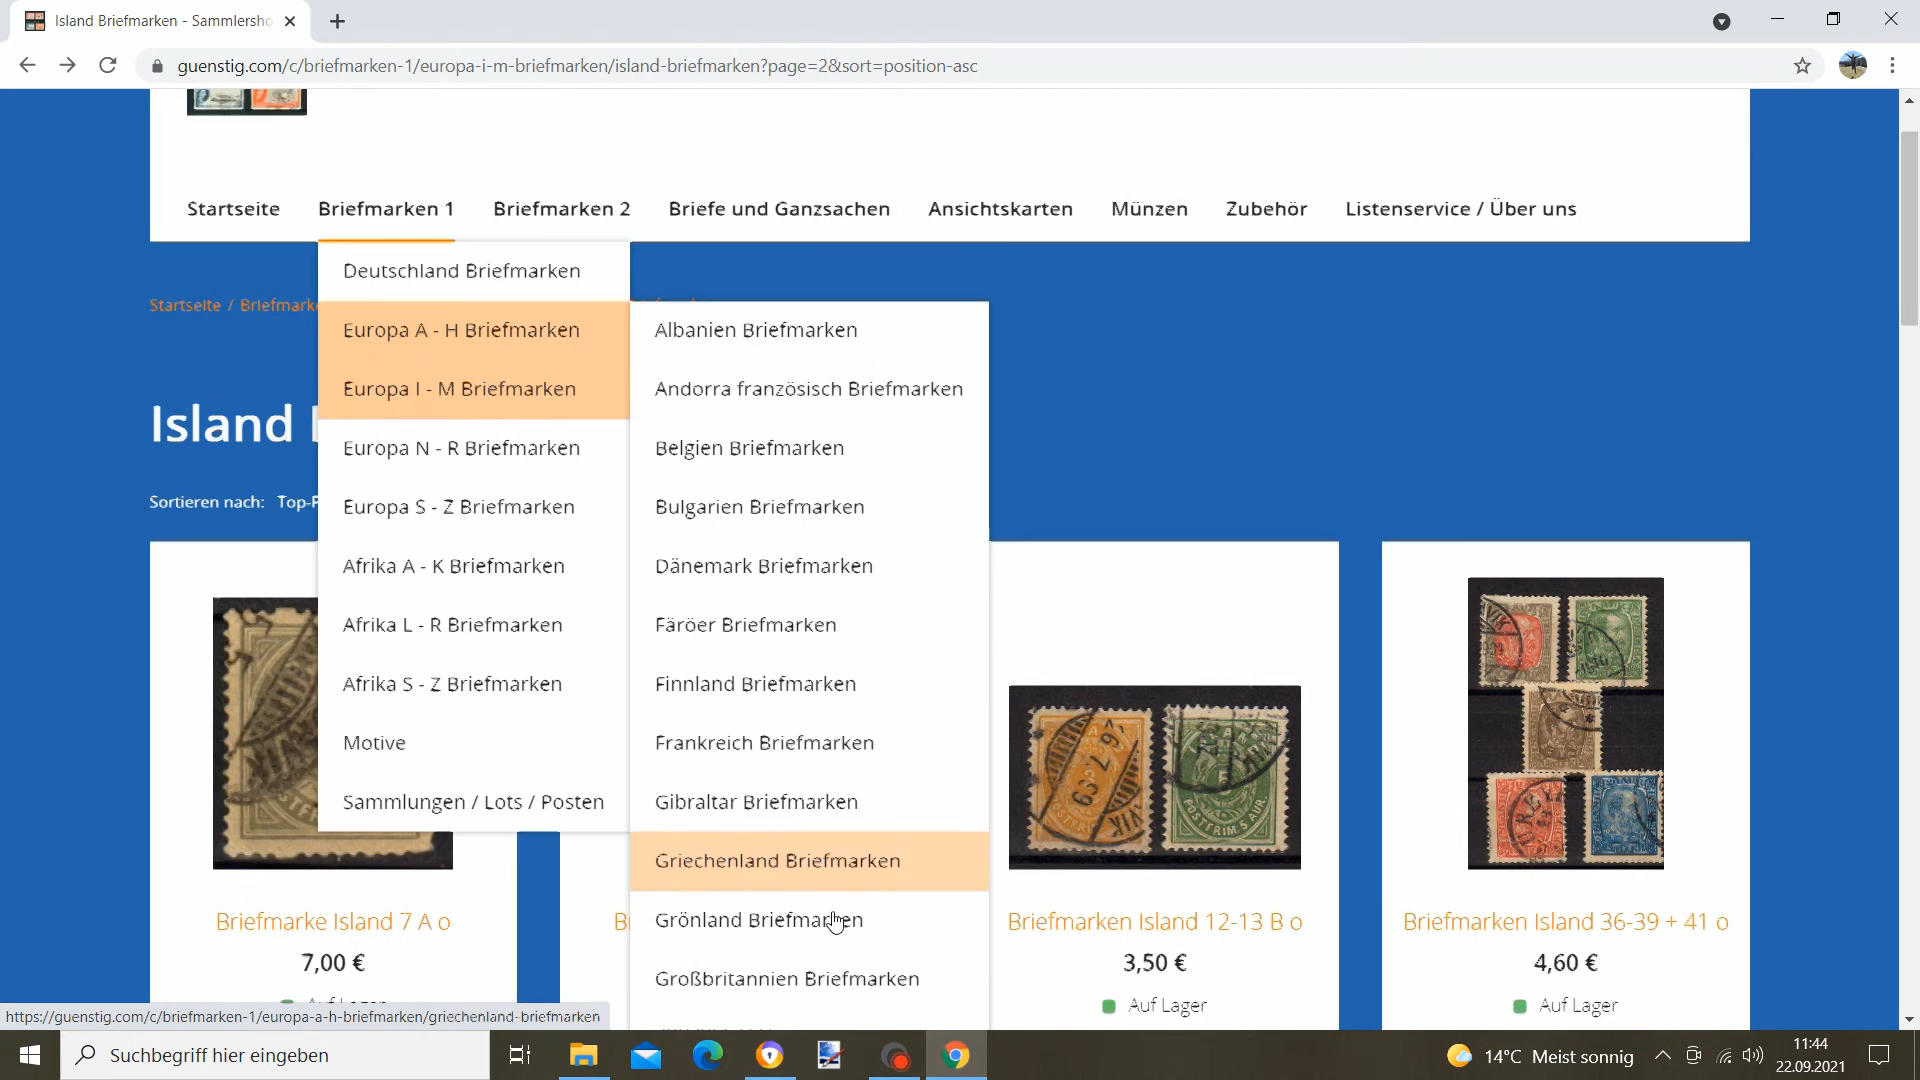 Island Briefmarken - Sammlersho
guenstig.com/c/briefmarken-1/europa-i-m-briefmarken/island-briefmarken?page=2&sort=position-asc
Startseite Briefmarken 1 Briefmarken 2 Briefe und Ganzsachen Ansichtskarten Münzen Zubehör Listenservice / Über uns
Startseite / Briefmarke
Deutschland Briefmarken
Europa A - H Briefmarken
Europa I - M Briefmarken
Europa N - R Briefmarken
Europa S - Z Briefmarken
Afrika A - K Briefmarken
Afrika L - R Briefmarken
Afrika S - Z Briefmarken
Motive
Sammlungen / Lots / Posten
Albanien Briefmarken
Andorra französisch Briefmarken
Belgien Briefmarken
Bulgarien Briefmarken
Dänemark Briefmarken
Färöer Briefmarken
Finnland Briefmarken
Frankreich Briefmarken
Gibraltar Briefmarken
Griechenland Briefmarken
Grönland Briefmarken
Großbritannien Briefmarken
Island
Sortieren nach: Top-P
Briefmarke Island 7 A o
7,00 €
Auf Lager
B
Briefmarken Island 12-13 B o
3,50 €
Auf Lager
Briefmarken Island 36-39 + 41 o
4,60 €
Auf Lager
https://guenstig.com/c/briefmarken-1/europa-a-h-briefmarken/griechenland-briefmarken
Suchbegriff hier eingeben
14°C Meist sonnig
11:44
22.09.2021